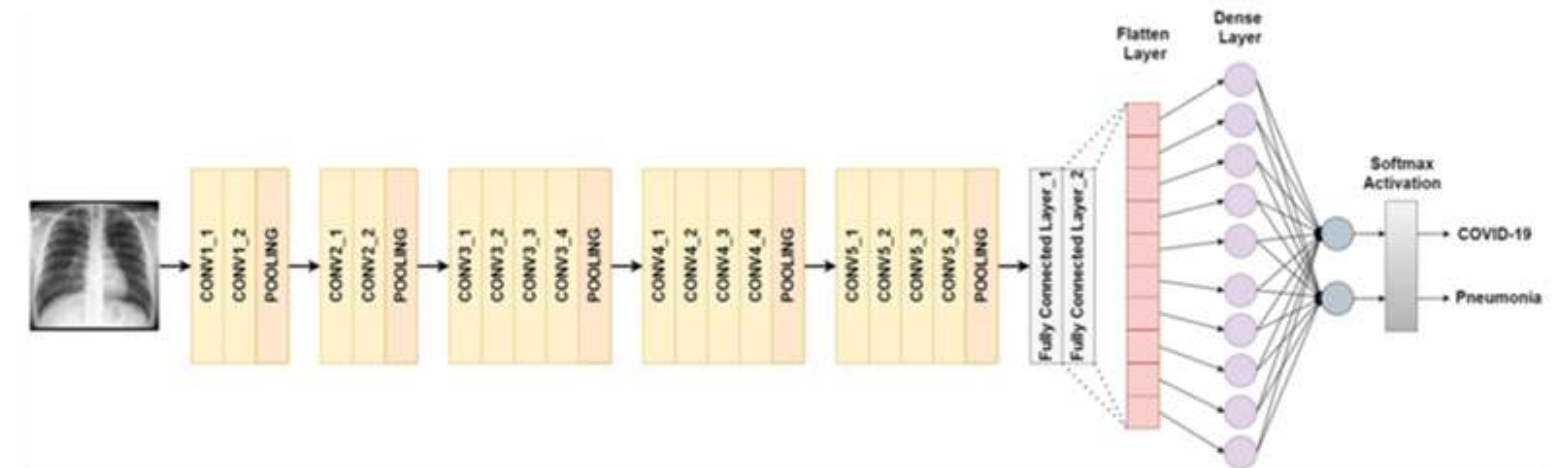 CONV1_1
CONV1_2
POOLING
CONV2_1
CONV2_2
POOLING
CONV3_1
CONV3_2
CONV3_3
CONV3_4
POOLING
CONV4_1
CONV4_2
CONV4_3
CONV4_4
POOLING
CONV5_1
CONV5_2
CONV5_3
CONV5_4
POOLING
Fully Connected Layer_1
Fully Connected Layer_2
Flatten
Layer
Dense
Layer
Softmax
Activation
COVID-19
Pneumonia